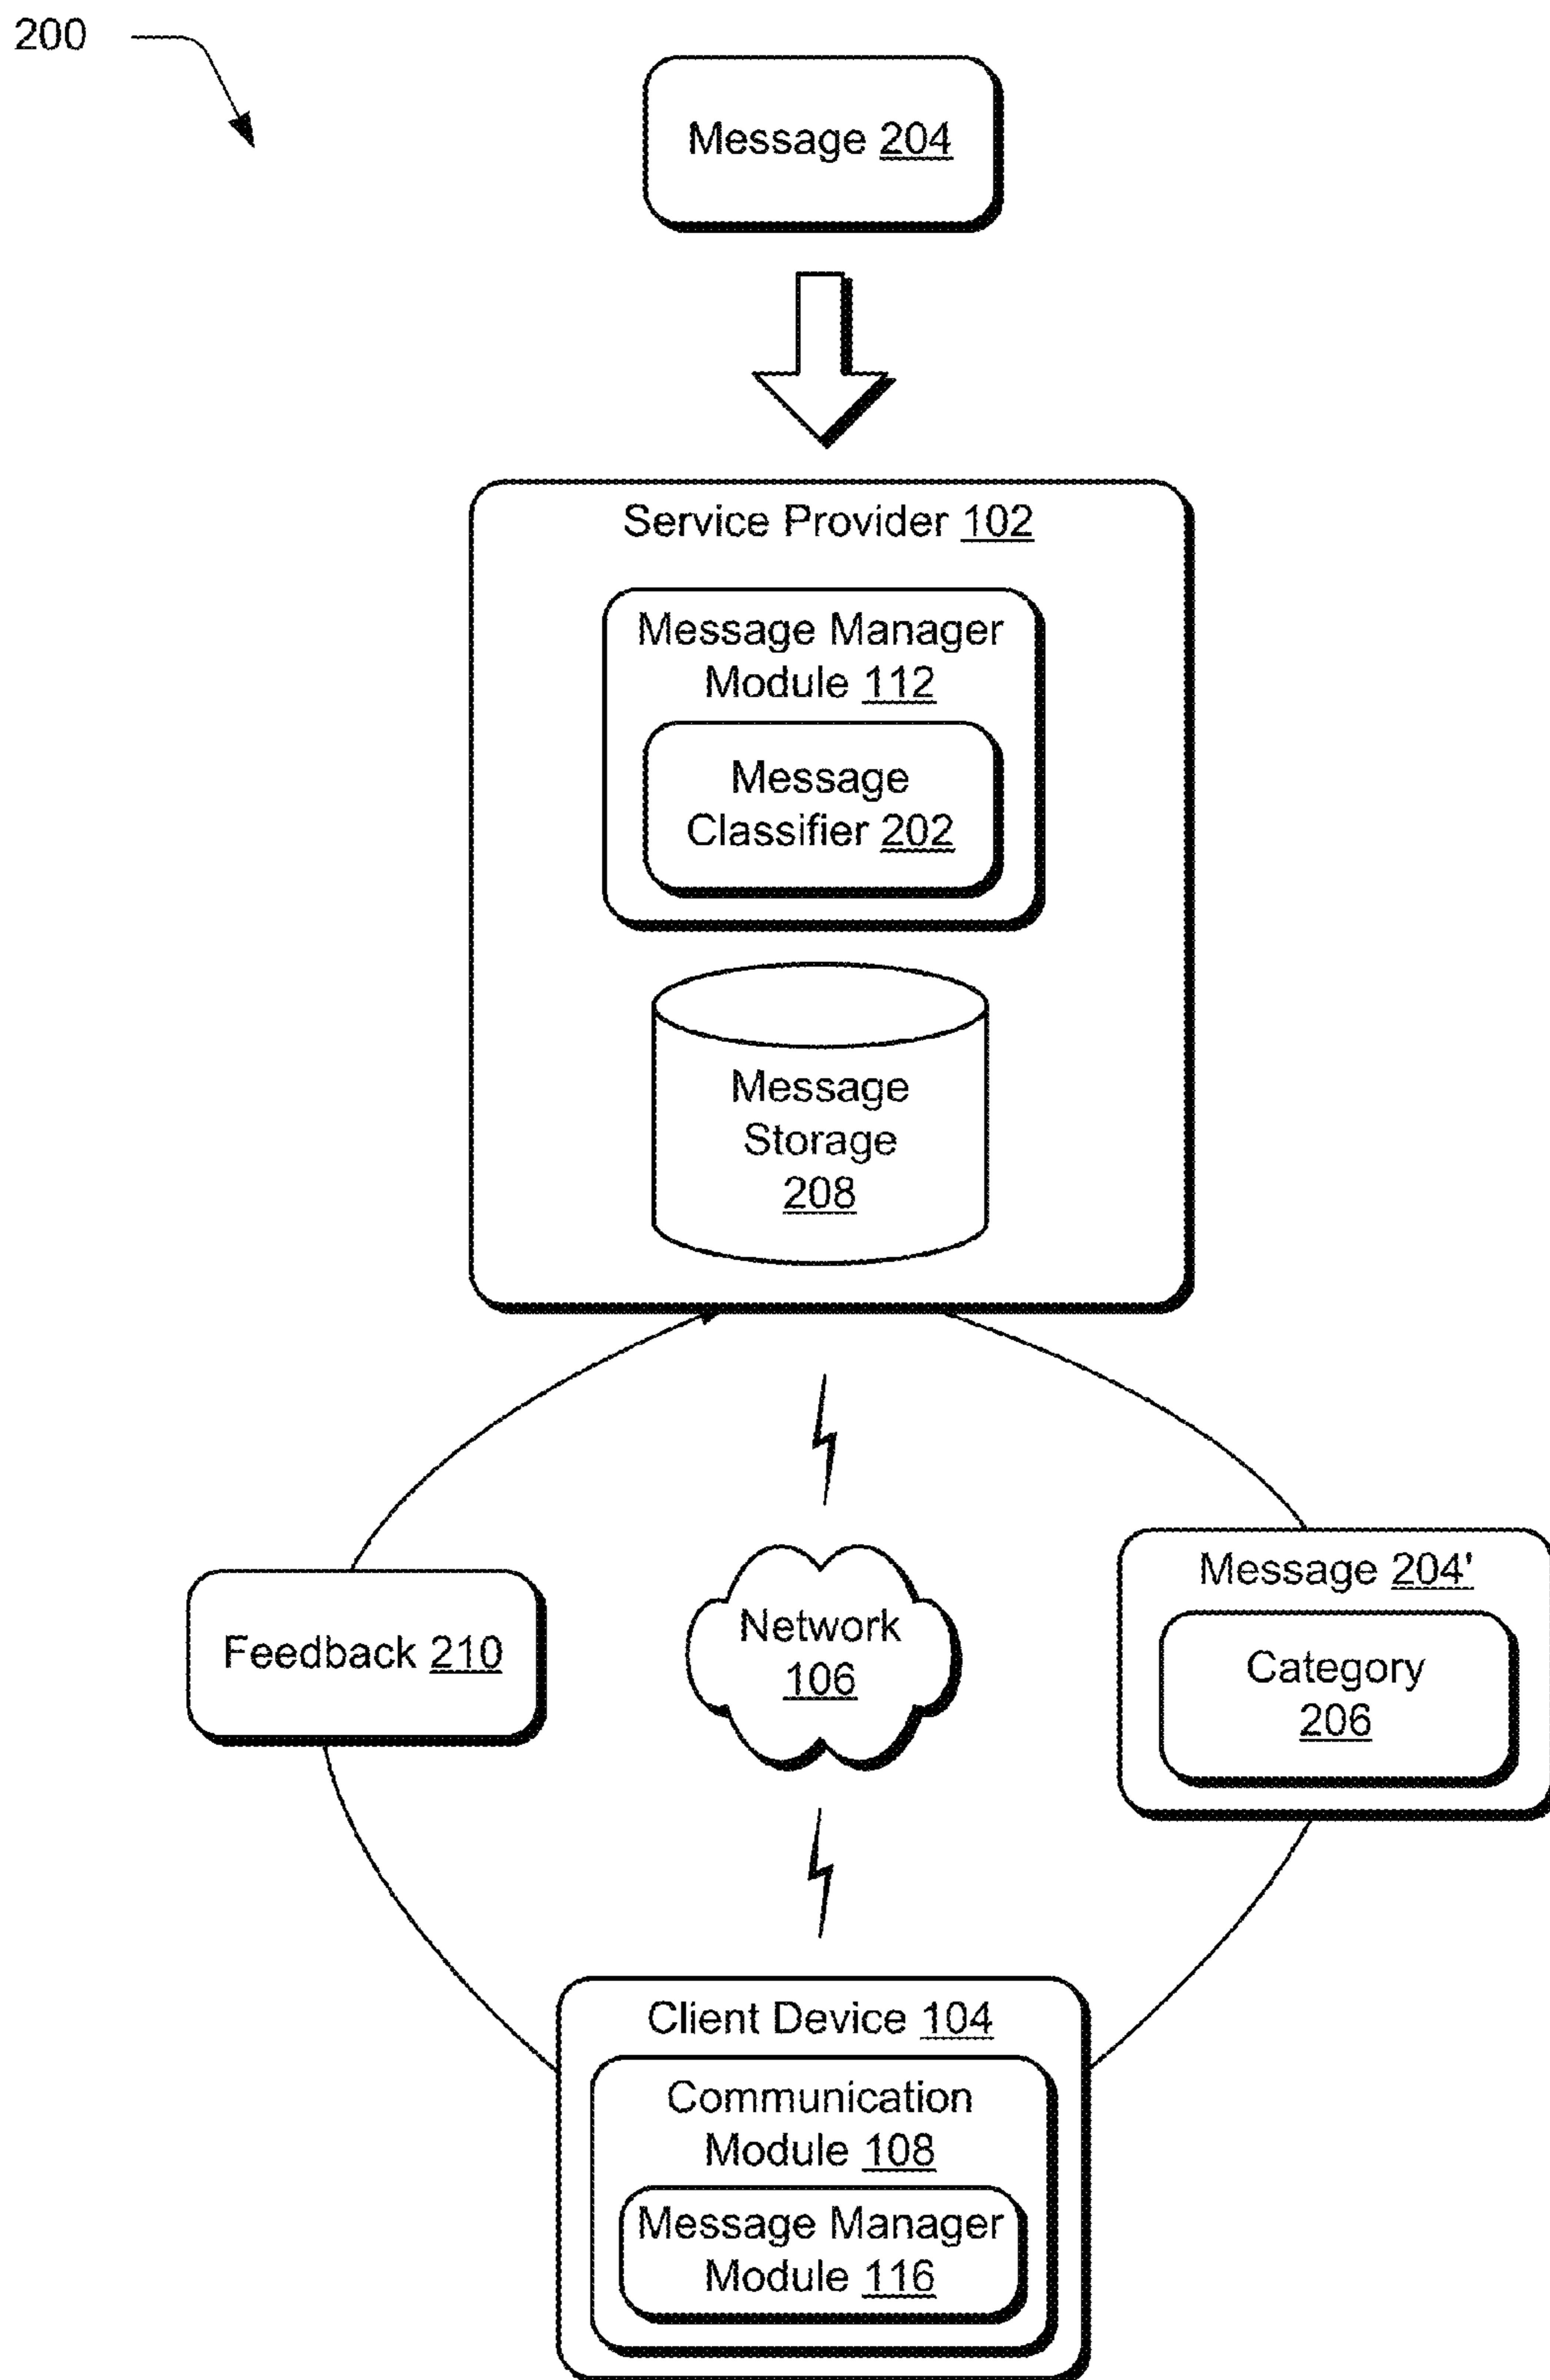 200
Message 204
Service Provider 102
Message Manager
Module 112
Message
Classifier 202
Message
Storage
208
Feedback 210
Network
106
Message 204'
Category
206
Client Device 104
Communication
Module 108
Message Manager
Module 116